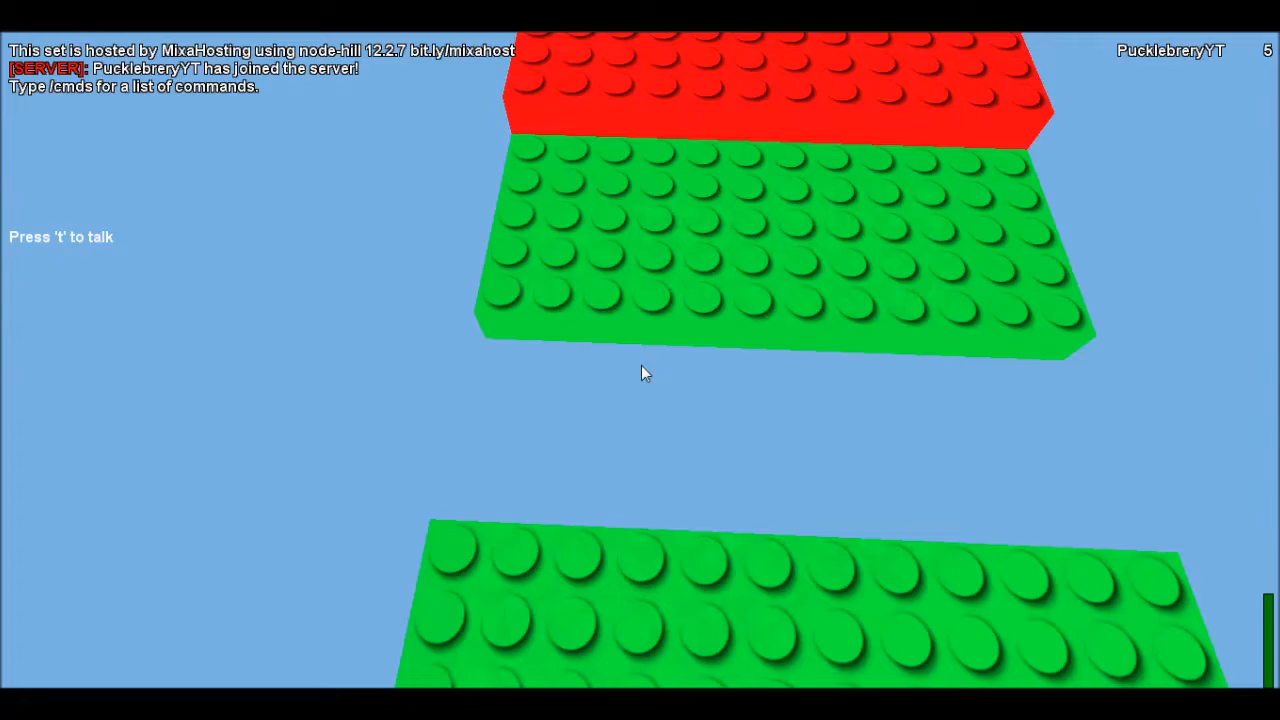 This set is hosted by MixaHosting using node-hill 12.2.7 bit.ly/mixahost
PucklebreryYT 5
[SERVER]: PucklebreryYT has joined the server!
Type /cmds for a list of commands.
Press 't' to talk